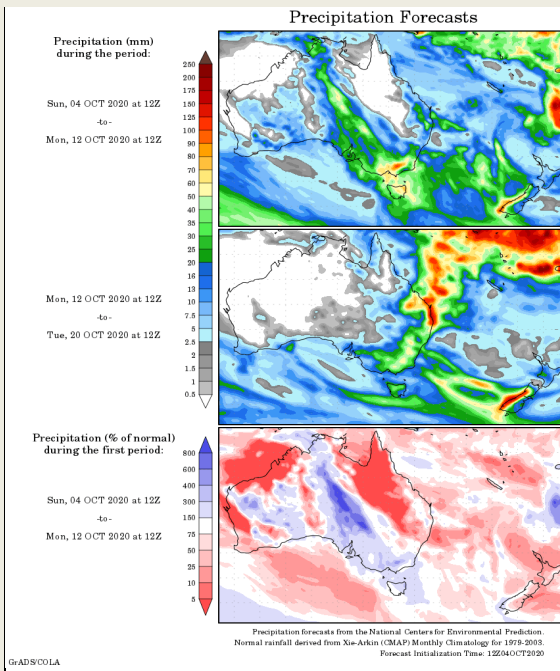 Precipitation Forecasts
Precipitation (mm)
during the period:
Sun, 04 OCT 2020 at 12Z
-to-
Mon, 12 OCT 2020 at 12Z
250
200
175
150
125
100
90
80
70
60
50
40
35
30
25
20
16
13
10
7.5
5
2.5
2
1.5
1
0.5
Mon, 12 OCT 2020 at 12Z
-to-
Tue, 20 OCT 2020 at 12Z
Precipitation (% of normal)
during the first period:
Sun, 04 OCT 2020 at 12Z
-to-
Mon, 12 OCT 2020 at 12Z
800
600
400
300
150
75
50
25
10
5
Precipitation forecasts from the National Centers for Environmental Prediction.
Normal rainfall derived from Xie-Arkin (CMAP) Monthly Climatology for 1979-2003.
Forecast Initialization Time: 12Z04OCT2020
GrADS/COLA